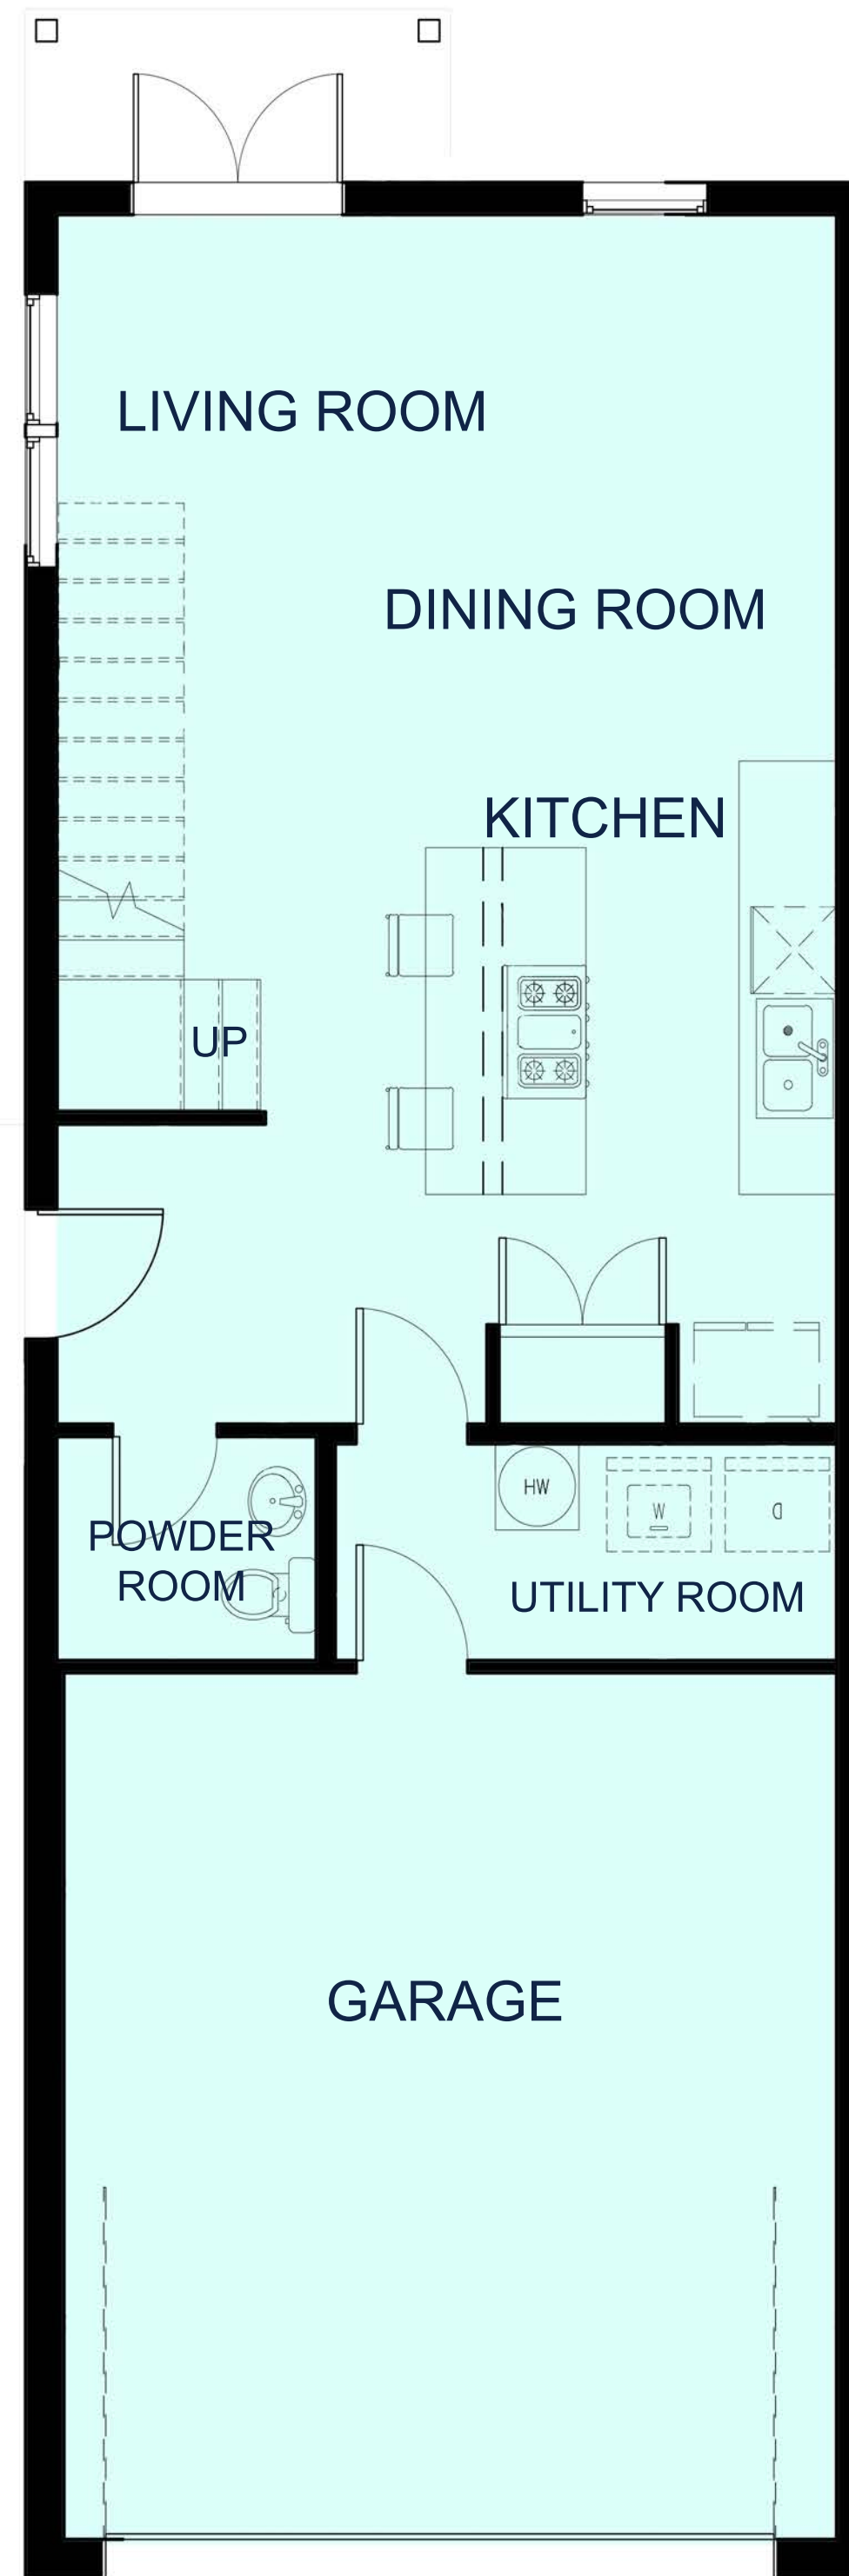 LIVING ROOM
DINING ROOM
KITCHEN
UP
HW
W
D
POWDER
ROOM
UTILITY ROOM
GARAGE